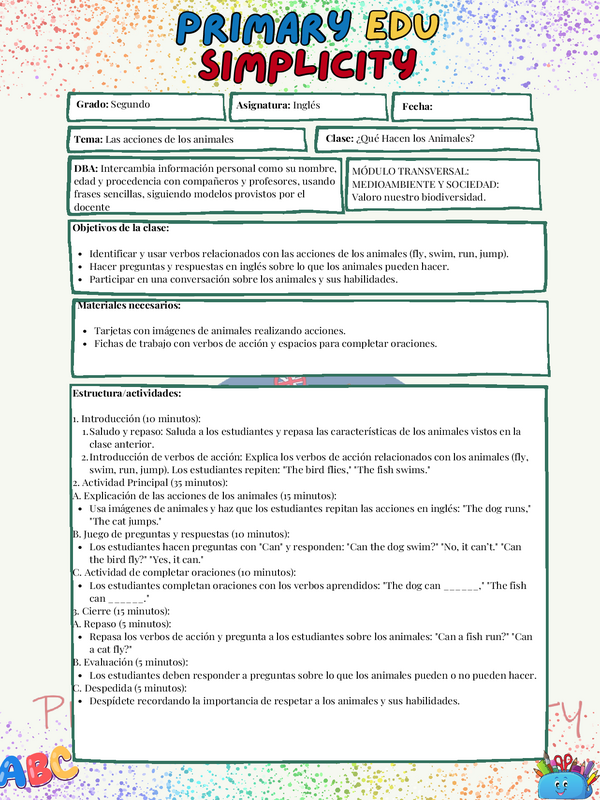 PRIMARY EDU
SIMPLICITY
Grado: Segundo
Asignatura: Inglés
Fecha:
Tema: Las acciones de los animales
Clase: ¿Qué Hacen los Animales?
DBA: Intercambia información personal como su nombre,
edad y procedencia con compañeros y profesores, usando
frases sencillas, siguiendo modelos provistos por el
docente
MÓDULO TRANSVERSAL:
MEDIOAMBIENTE Y SOCIEDAD:
Valoro nuestro biodiversidad.
Objetivos de la clase:
• Identificar y usar verbos relacionados con las acciones de los animales (fly, swim, run, jump).
• Hacer preguntas y respuestas en inglés sobre lo que los animales pueden hacer.
• Participar en una conversación sobre los animales y sus habilidades.
Materiales necesarios:
• Tarjetas con imágenes de animales realizando acciones.
• Fichas de trabajo con verbos de acción y espacios para completar oraciones.
Estructura/actividades:
1. Introducción (10 minutos):
1. Saludo y repaso: Saluda a los estudiantes y repasa las características de los animales vistos en la
clase anterior.
2. Introducción de verbos de acción: Explica los verbos de acción relacionados con los animales (fly,
swim, run, jump). Los estudiantes repiten: "The bird flies," "The fish swims."
2. Actividad Principal (35 minutos):
A. Explicación de las acciones de los animales (15 minutos):
• Usa imágenes de animales y haz que los estudiantes repitan las acciones en inglés: "The dog runs,"
"The cat jumps."
B. Juego de preguntas y respuestas (10 minutos):
• Los estudiantes hacen preguntas con "Can" y responden: "Can the dog swim?" "No, it can't." "Can
the bird fly?" "Yes, it can."
C. Actividad de completar oraciones (10 minutos):
• Los estudiantes completan oraciones con los verbos aprendidos: "The dog can ______," "The fish
can ______."
3. Cierre (15 minutos):
A. Repaso (5 minutos):
• Repasa los verbos de acción y pregunta a los estudiantes sobre los animales: "Can a fish run?" "Can
a cat fly?"
B. Evaluación (5 minutos):
• Los estudiantes deben responder a preguntas sobre lo que los animales pueden o no pueden hacer.
C. Despedida (5 minutos):
• Despídete recordando la importancia de respetar a los animales y sus habilidades.
ABC